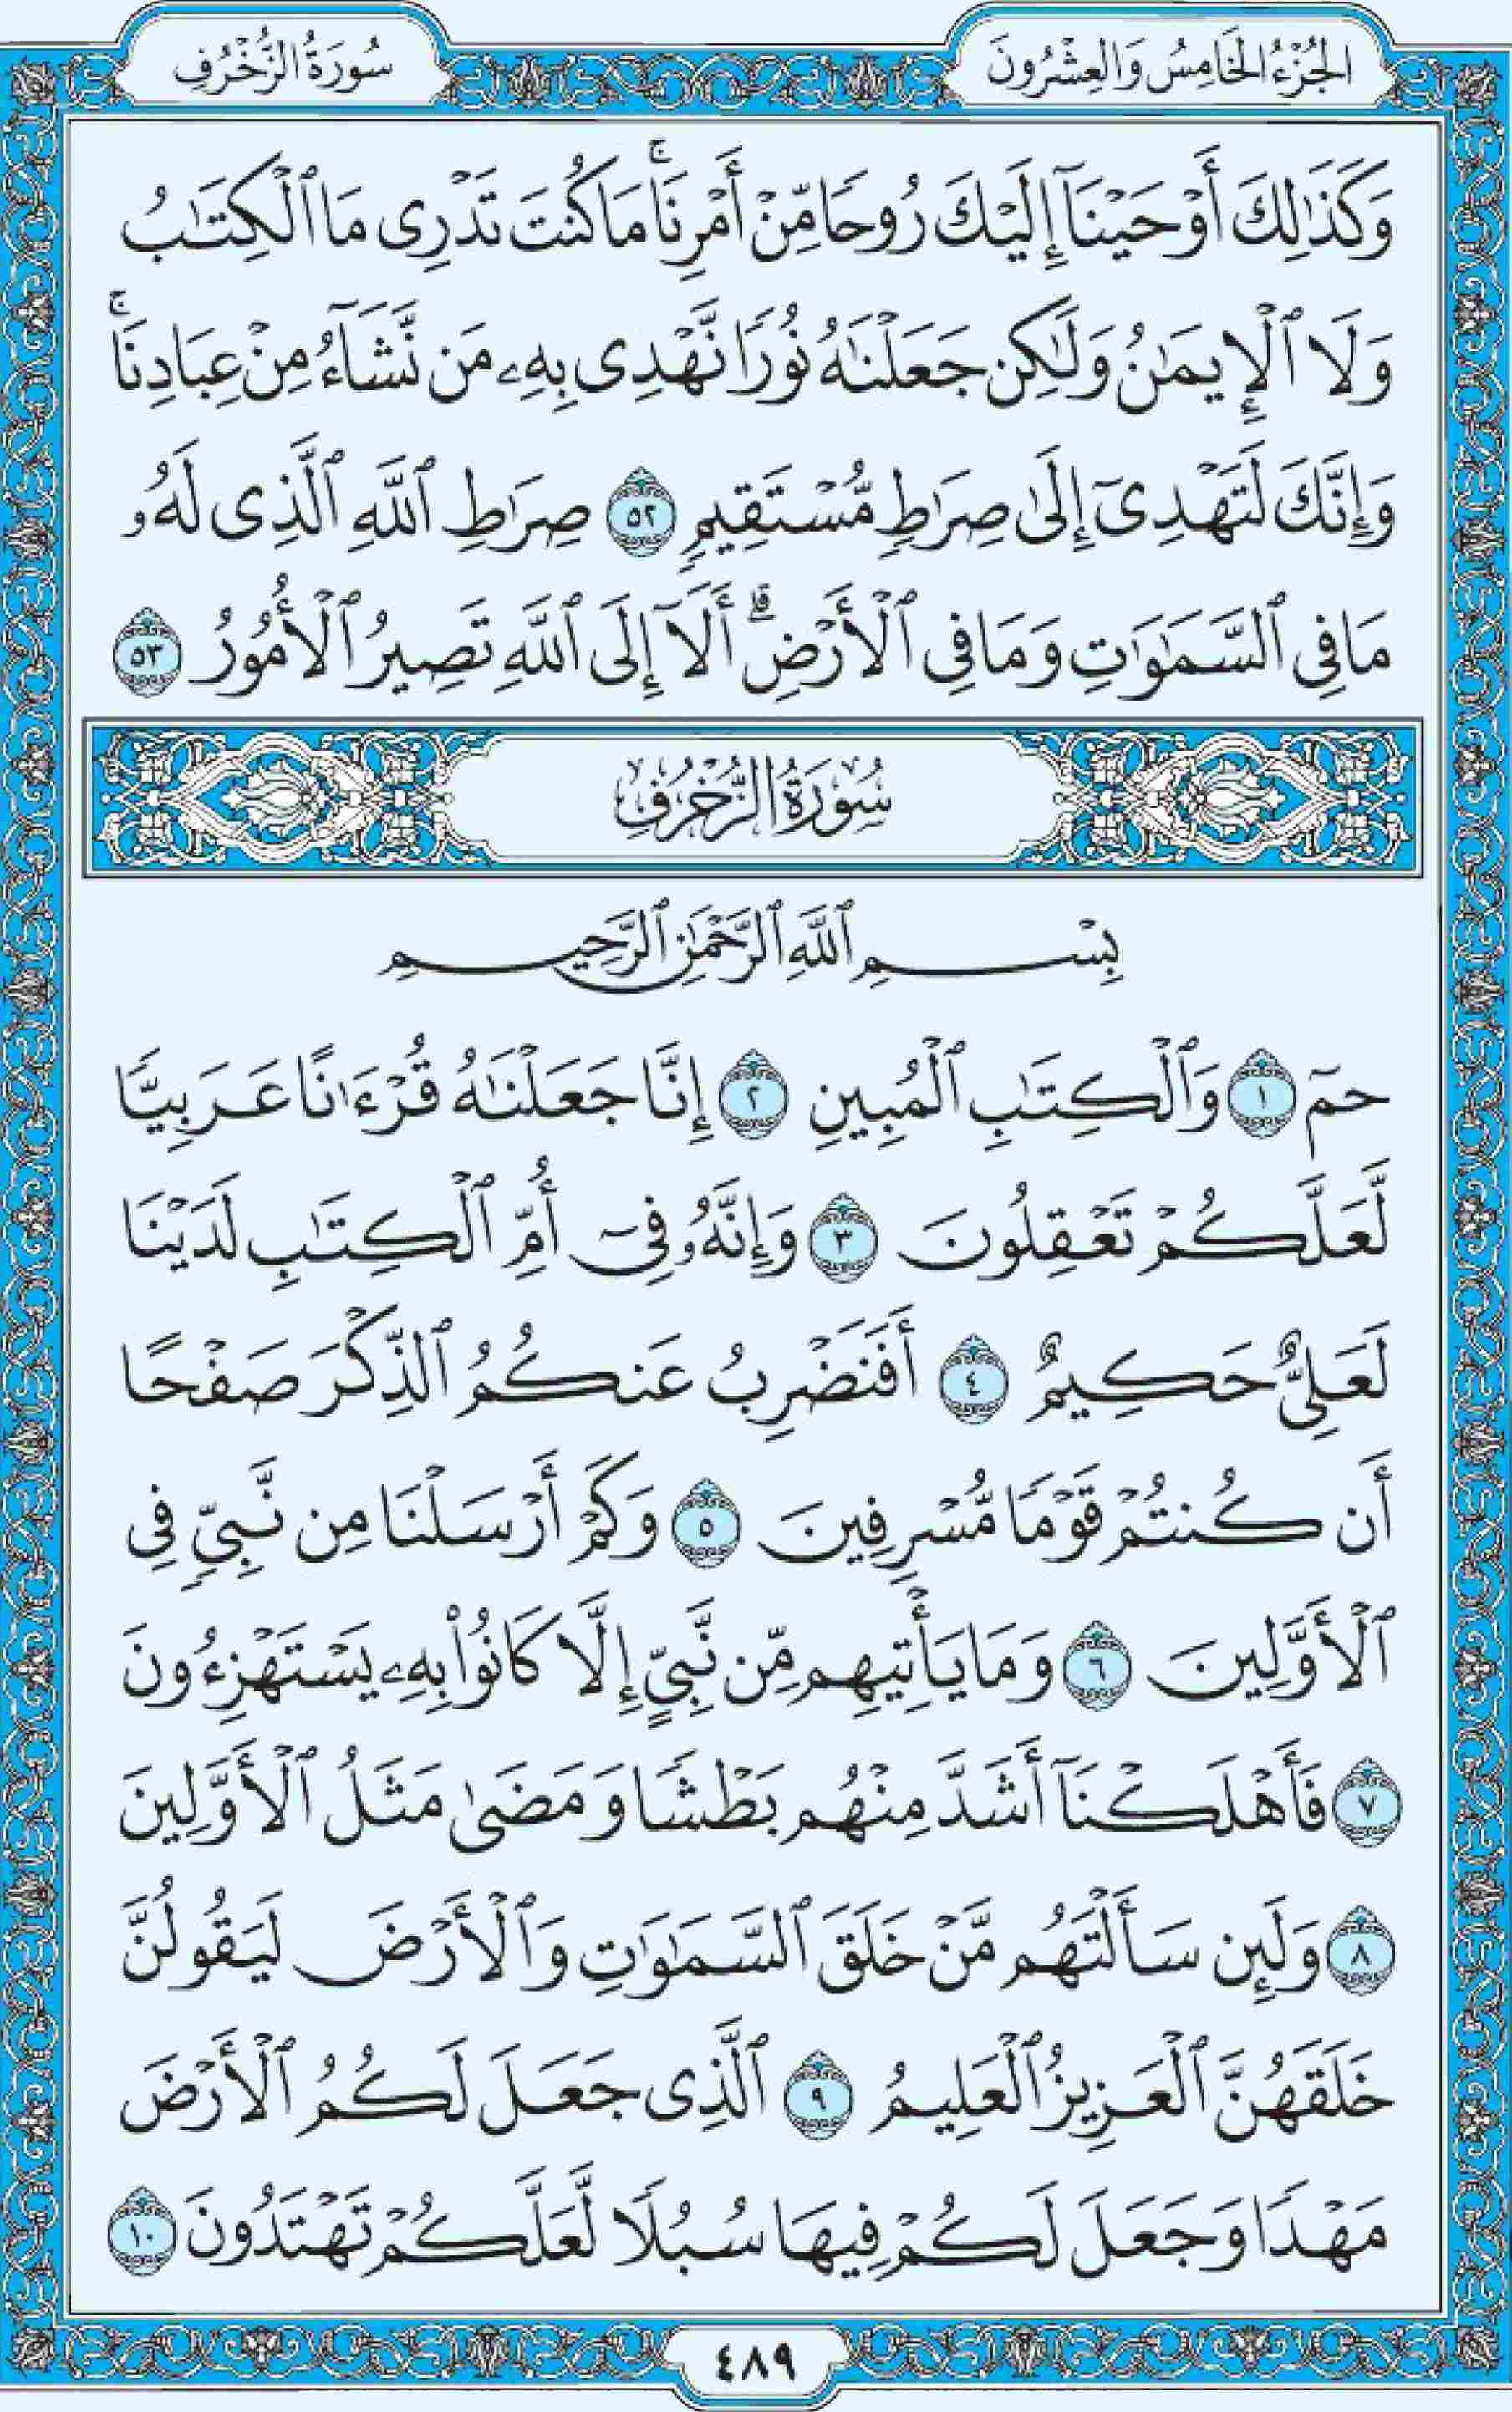 الجُزْءُ الخَامِسُ وَالعِشْرُونَ
سُورَةُ الزُّخْرُفِ
وَكَذَٰلِكَ أَوْحَيْنَآ إِلَيْكَ رُوحًا مِّنْ أَمْرِنَاۚ مَا كُنتَ تَدْرِى مَا ٱلْكِتَٰبُ
وَلَا ٱلْإِيمَٰنُ وَلَٰكِن جَعَلْنَٰهُ نُورًا نَّهْدِى بِهِۦ مَن نَّشَآءُ مِنْ عِبَادِنَاۚ
وَإِنَّكَ لَتَهْدِىٓ إِلَىٰ صِرَٰطٍ مُّسْتَقِيمٍ ٥٢ صِرَٰطِ ٱللَّهِ ٱلَّذِى لَهُۥ
مَا فِى ٱلسَّمَٰوَٰتِ وَمَا فِى ٱلْأَرْضِۗ أَلَآ إِلَى ٱللَّهِ تَصِيرُ ٱلْأُمُورُ ٥٣
سُورَةُ الزُّخْرُفِ
بِسْمِ ٱللَّهِ ٱلرَّحْمَٰنِ ٱلرَّحِيمِ
حمٓ ١ وَٱلْكِتَٰبِ ٱلْمُبِينِ ٢ إِنَّا جَعَلْنَٰهُ قُرْءَٰنًا عَرَبِيًّا
لَّعَلَّكُمْ تَعْقِلُونَ ٣ وَإِنَّهُۥ فِىٓ أُمِّ ٱلْكِتَٰبِ لَدَيْنَا
لَعَلِىٌّ حَكِيمٌ ٤ أَفَنَضْرِبُ عَنكُمُ ٱلذِّكْرَ صَفْحًا
أَن كُنتُمْ قَوْمًا مُّسْرِفِينَ ٥ وَكَمْ أَرْسَلْنَا مِن نَّبِىٍّ فِى
ٱلْأَوَّلِينَ ٦ وَمَا يَأْتِيهِم مِّن نَّبِىٍّ إِلَّا كَانُوا۟ بِهِۦ يَسْتَهْزِءُونَ
٧ فَأَهْلَكْنَآ أَشَدَّ مِنْهُم بَطْشًا وَمَضَىٰ مَثَلُ ٱلْأَوَّلِينَ
٨ وَلَئِن سَأَلْتَهُم مَّنْ خَلَقَ ٱلسَّمَٰوَٰتِ وَٱلْأَرْضَ لَيَقُولُنَّ
خَلَقَهُنَّ ٱلْعَزِيزُ ٱلْعَلِيمُ ٩ ٱلَّذِى جَعَلَ لَكُمُ ٱلْأَرْضَ
مَهْدًا وَجَعَلَ لَكُمْ فِيهَا سُبُلًا لَّعَلَّكُمْ تَهْتَدُونَ ١٠
٤٨٩